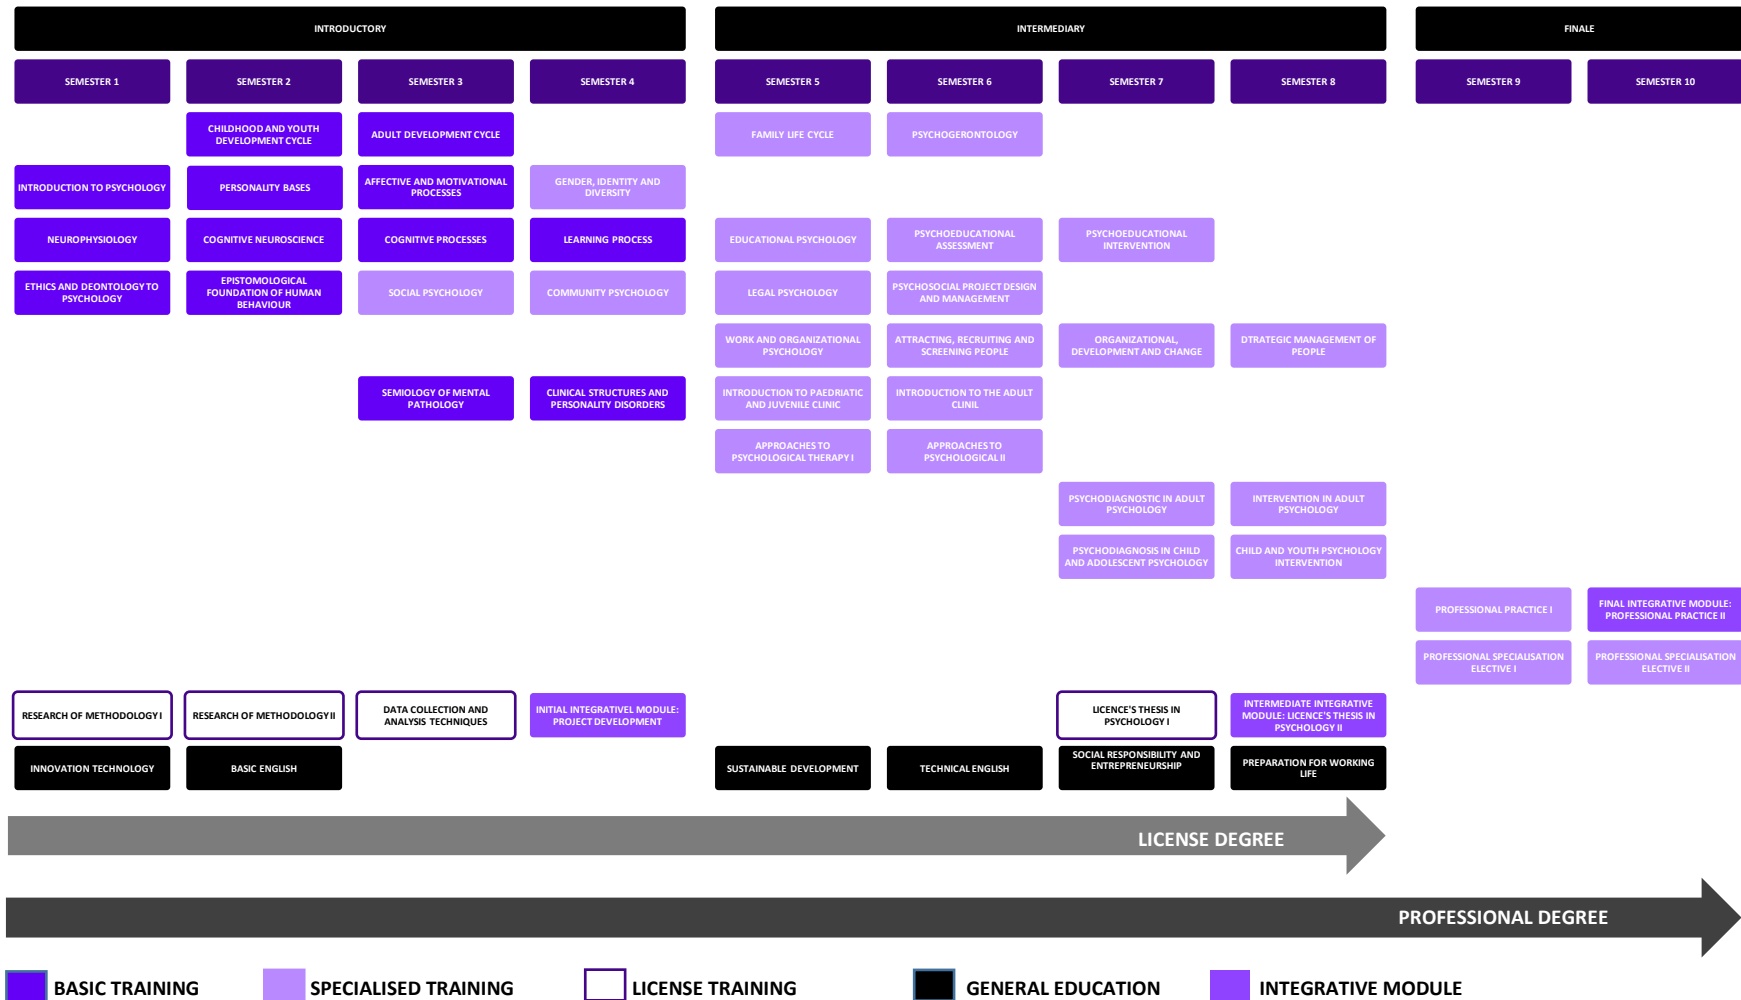 INTRODUCTORY
INTERMEDIARY
FINALE
SEMESTER 1
SEMESTER 2
SEMESTER 3
SEMESTER 4
SEMESTER 5
SEMESTER 6
SEMESTER 7
SEMESTER 8
SEMESTER 9
SEMESTER 10
CHILDHOOD AND YOUTH
DEVELOPMENT CYCLE
ADULT DEVELOPMENT CYCLE
FAMILY LIFE CYCLE
PSYCHOGERONTOLOGY
INTRODUCTION TO PSYCHOLOGY
PERSONALITY BASES
AFFECTIVE AND MOTIVATIONAL
PROCESSES
GENDER, IDENTITY AND
DIVERSITY
NEUROPHYSIOLOGY
COGNITIVE NEUROSCIENCE
COGNITIVE PROCESSES
LEARNING PROCESS
EDUCATIONAL PSYCHOLOGY
PSYCHOEDUCATIONAL
ASSESSMENT
PSYCHOEDUCATIONAL
INTERVENTION
ETHICS AND DEONTOLOGY TO
PSYCHOLOGY
EPISTOMOLOGICAL
FOUNDATION OF HUMAN
BEHAVIOUR
SOCIAL PSYCHOLOGY
COMMUNITY PSYCHOLOGY
LEGAL PSYCHOLOGY
PSYCHOSOCIAL PROJECT DESIGN
AND MANAGEMENT
WORK AND ORGANIZATIONAL
PSYCHOLOGY
ATTRACTING, RECRUITING AND
SCREENING PEOPLE
ORGANIZATIONAL,
DEVELOPMENT AND CHANGE
DTRATEGIC MANAGEMENT OF
PEOPLE
SEMIOLOGY OF MENTAL
PATHOLOGY
CLINICAL STRUCTURES AND
PERSONALITY DISORDERS
INTRODUCTION TO PAEDRIATIC
AND JUVENILE CLINIC
INTRODUCTION TO THE ADULT
CLINIL
APPROACHES TO
PSYCHOLOGICAL THERAPY I
APPROACHES TO
PSYCHOLOGICAL II
PSYCHODIAGNOSTIC IN ADULT
PSYCHOLOGY
INTERVENTION IN ADULT
PSYCHOLOGY
PSYCHODIAGNOSIS IN CHILD
AND ADOLESCENT PSYCHOLOGY
CHILD AND YOUTH PSYCHOLOGY
INTERVENTION
PROFESSIONAL PRACTICE I
FINAL INTEGRATIVE MODULE:
PROFESSIONAL PRACTICE II
PROFESSIONAL SPECIALISATION
ELECTIVE I
PROFESSIONAL SPECIALISATION
ELECTIVE II
RESEARCH OF METHODOLOGY I
RESEARCH OF METHODOLOGY II
DATA COLLECTION AND
ANALYSIS TECHNIQUES
INITIAL INTEGRATIVEL MODULE:
PROJECT DEVELOPMENT
LICENCE'S THESIS IN
PSYCHOLOGY I
INTERMEDIATE INTEGRATIVE
MODULE: LICENCE'S THESIS IN
PSYCHOLOGY II
INNOVATION TECHNOLOGY
BASIC ENGLISH
SUSTAINABLE DEVELOPMENT
TECHNICAL ENGLISH
SOCIAL RESPONSIBILITY AND
ENTREPRENEURSHIP
PREPARATION FOR WORKING
LIFE
LICENSE DEGREE
PROFESSIONAL DEGREE
BASIC TRAINING
SPECIALISED TRAINING
LICENSE TRAINING
GENERAL EDUCATION
INTEGRATIVE MODULE